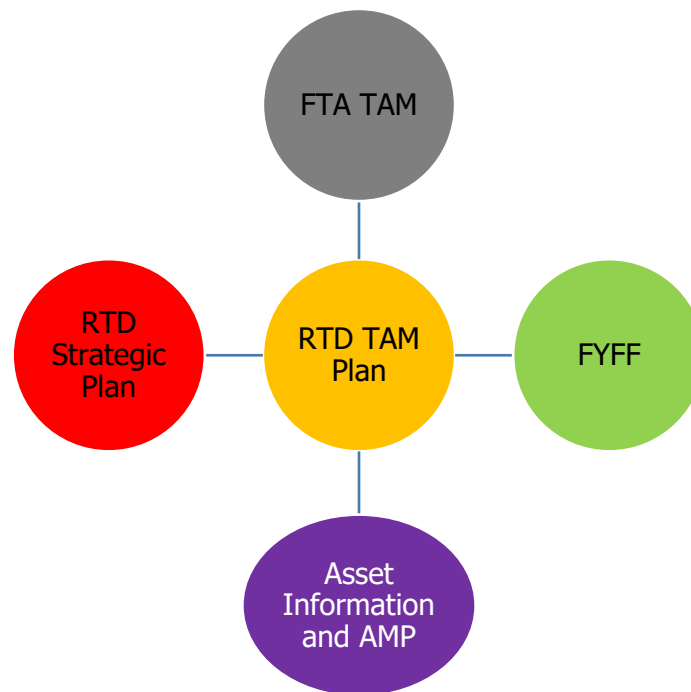 FTA TAM
RTD
Strategic
Plan
RTD TAM
Plan
FYFF
Asset
Information
and AMP